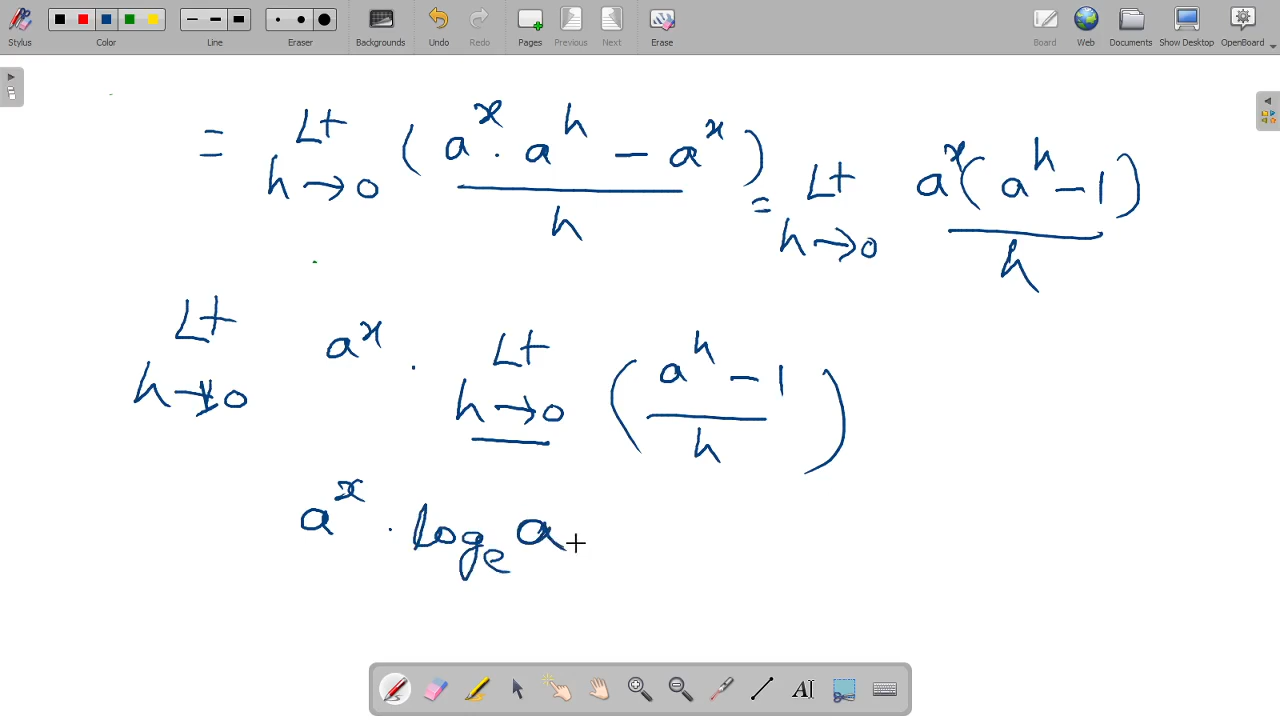 Stylus Color Line Eraser Backgrounds Undo Redo Pages Previous Next Erase Board Web Documents Show Desktop OpenBoard
= Lt h→0 (a^x . a^h − a^x) / h = Lt h→0 a^x(a^h − 1) / h
Lt h→0 a^x . Lt h→0 (a^h − 1 / h)
a^x . log_e a
AI